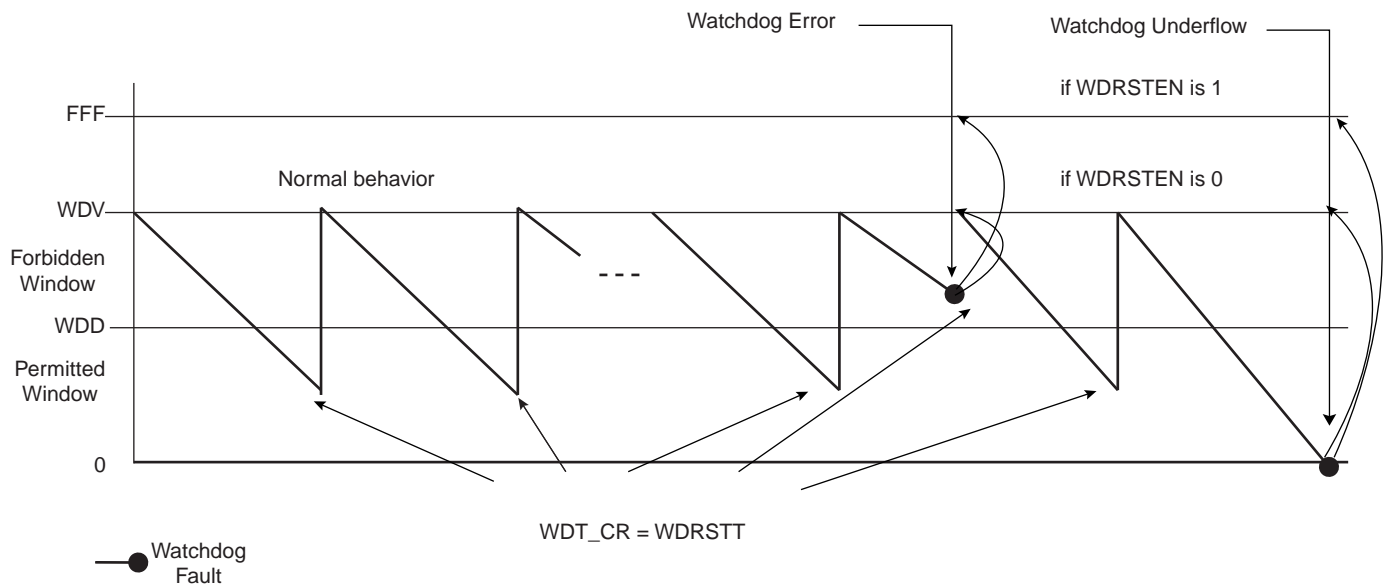 Watchdog Error
Watchdog Underflow
if WDRSTEN is 1
FFF
Normal behavior
if WDRSTEN is 0
WDV
Forbidden
Window
WDD
Permitted
Window
0
WDT_CR = WDRSTT
Watchdog
Fault